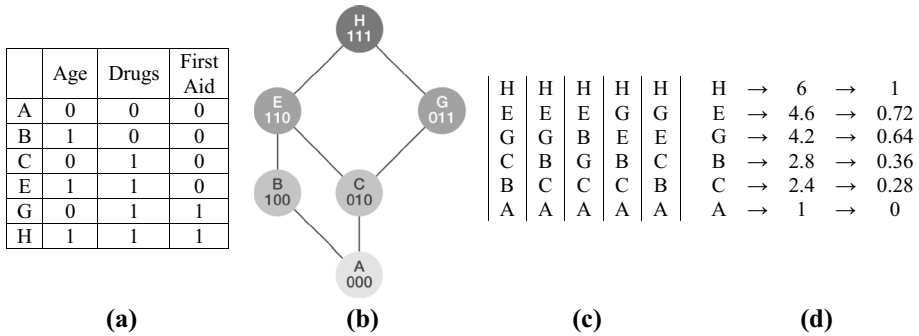 Age Drugs First Aid
A 0 0 0
B 1 0 0
C 0 1 0
E 1 1 0
G 0 1 1
H 1 1 1
(a)
H
111
E
110
G
011
B
100
C
010
A
000
(b)
H H H H H
E E E G G
G G B E E
C B G B C
B C C C B
A A A A A
(c)
H → 6 → 1
E → 4.6 → 0.72
G → 4.2 → 0.64
B → 2.8 → 0.36
C → 2.4 → 0.28
A → 1 → 0
(d)